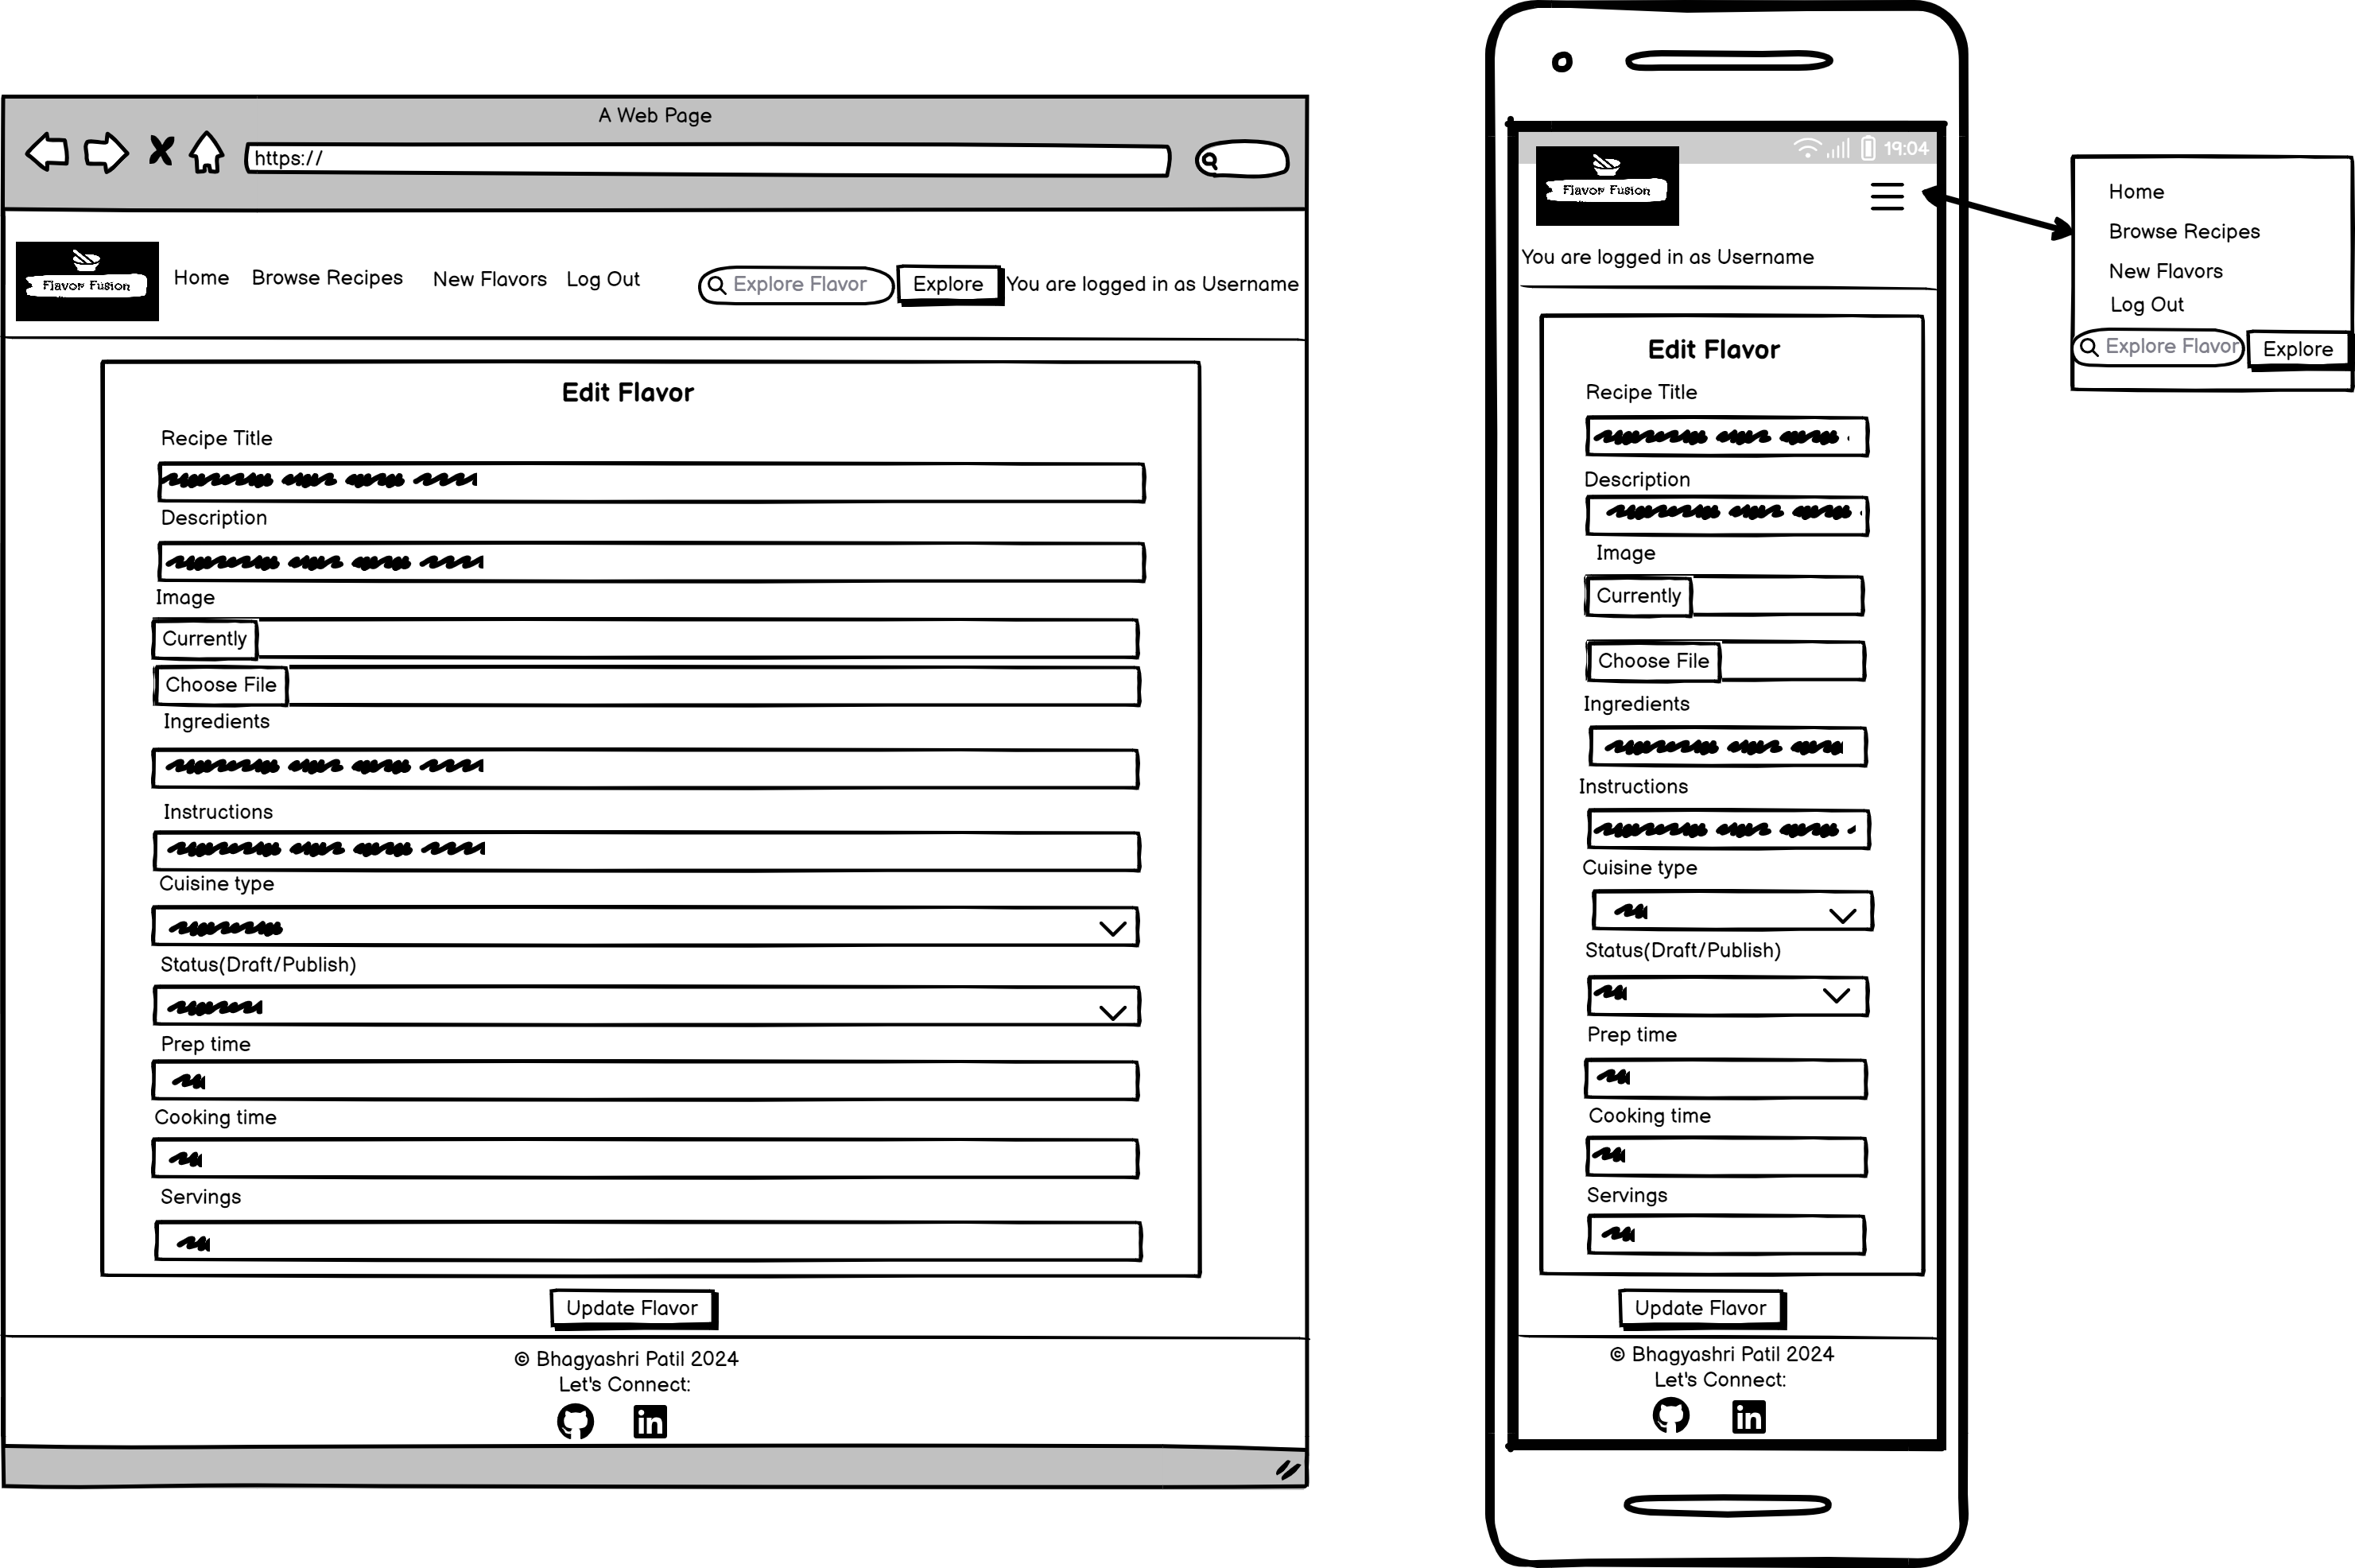 A Web Page
https://
Flavor Fusion
Home Browse Recipes New Flavors Log Out Explore Flavor Explore You are logged in as Username
Edit Flavor
Recipe Title
Description
Image
Currently
Choose File
Ingredients
Instructions
Cuisine type
Status(Draft/Publish)
Prep time
Cooking time
Servings
Update Flavor
© Bhagyashri Patil 2024
Let's Connect:
in
19:04
Flavor Fusion
You are logged in as Username
Edit Flavor
Recipe Title
Description
Image
Currently
Choose File
Ingredients
Instructions
Cuisine type
Status(Draft/Publish)
Prep time
Cooking time
Servings
Update Flavor
© Bhagyashri Patil 2024
Let's Connect:
in
Home
Browse Recipes
New Flavors
Log Out
Explore Flavor Explore